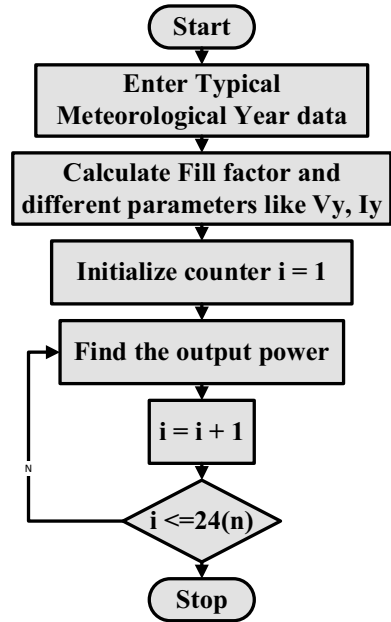 Start
Enter Typical
Meteorological Year data
Calculate Fill factor and
different parameters like Vy, Iy
Initialize counter i = 1
Find the output power
i = i + 1
N
i <=24(n)
Stop